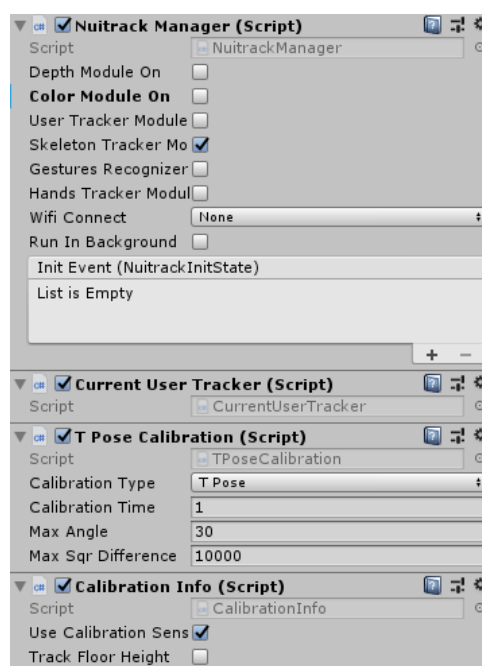 Nuitrack Manager (Script)
Script NuitrackManager
Depth Module On
Color Module On
User Tracker Module
Skeleton Tracker Mo
Gestures Recognizer
Hands Tracker Modul
Wifi Connect None
Run In Background
Init Event (NuitrackInitState)
List is Empty
+ −
Current User Tracker (Script)
Script CurrentUserTracker
T Pose Calibration (Script)
Script TPoseCalibration
Calibration Type T Pose
Calibration Time 1
Max Angle 30
Max Sqr Difference 10000
Calibration Info (Script)
Script CalibrationInfo
Use Calibration Sens
Track Floor Height